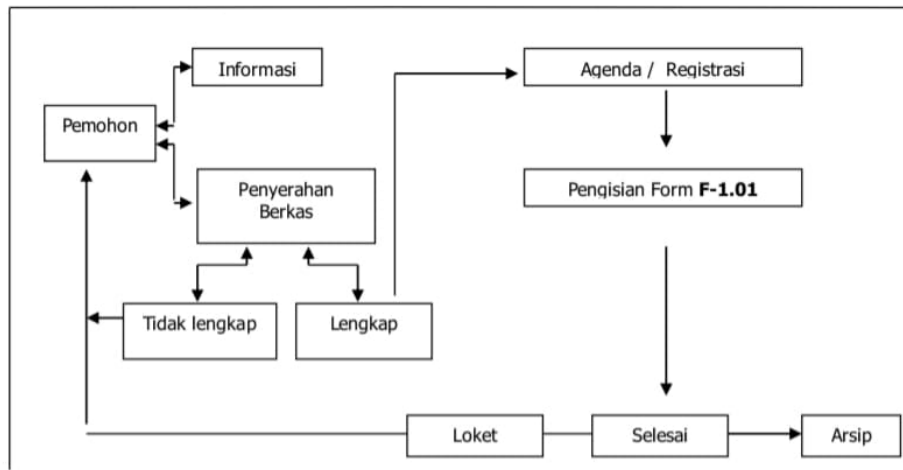 Informasi
Agenda / Registrasi
Pemohon
Penyerahan
Berkas
Pengisian Form F-1.01
Tidak lengkap
Lengkap
Loket
Selesai
Arsip